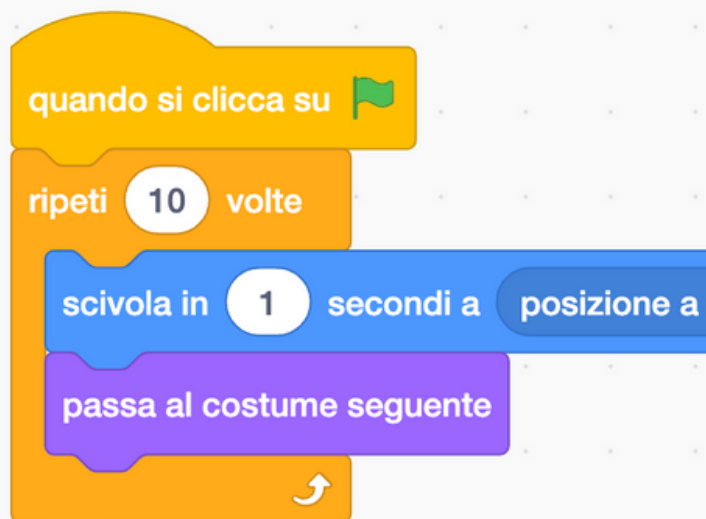 quando si clicca su
ripeti 10 volte
scivola in 1 secondi a posizione a
passa al costume seguente